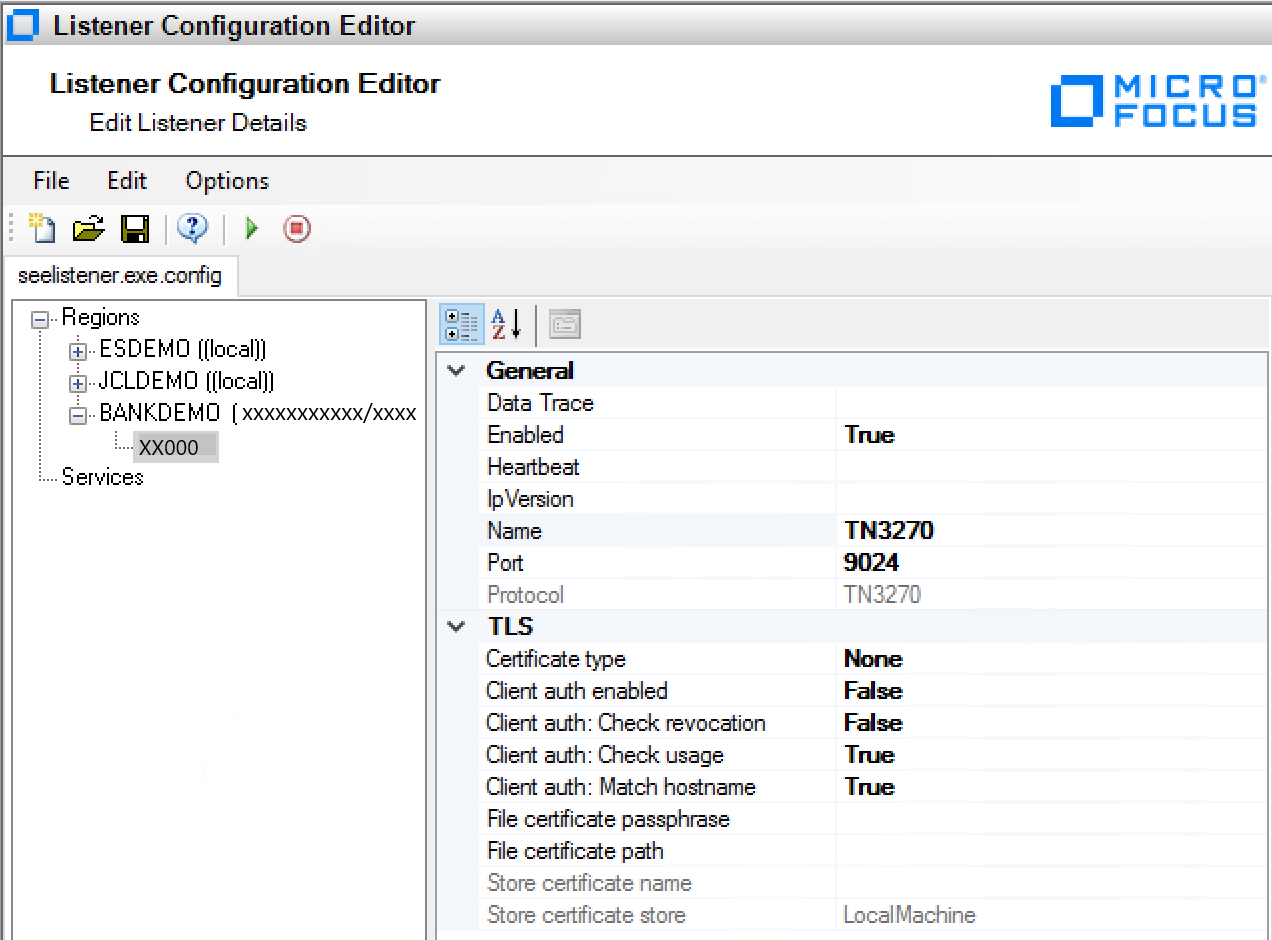 Listener Configuration Editor
Listener Configuration Editor
Edit Listener Details
MICRO
FOCUS
File Edit Options
seelistener.exe.config
Regions
ESDEMO ((local))
JCLDEMO ((local))
BANKDEMO (xxxxxxxxxxx/xxxx
XX000
Services
A
Z
General
Data Trace
Enabled True
Heartbeat
IpVersion
Name TN3270
Port 9024
Protocol TN3270
TLS
Certificate type None
Client auth enabled False
Client auth: Check revocation False
Client auth: Check usage True
Client auth: Match hostname True
File certificate passphrase
File certificate path
Store certificate name
Store certificate store LocalMachine